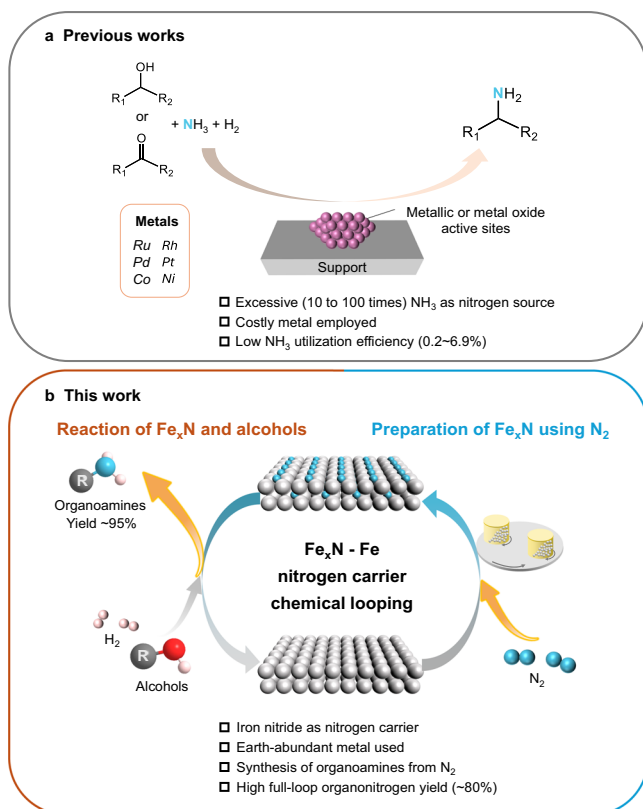 a Previous works
OH
R1 R2
or
O
R1 R2
+ NH3 + H2
NH2
R1 R2
Metals
Ru Rh
Pd Pt
Co Ni
Metallic or metal oxide
active sites
Support
Excessive (10 to 100 times) NH3 as nitrogen source
Costly metal employed
Low NH3 utilization efficiency (0.2~6.9%)
b This work
Reaction of FexN and alcohols
Preparation of FexN using N2
R
Organoamines
Yield ~95%
FexN - Fe
nitrogen carrier
chemical looping
H2
R
Alcohols
N2
Iron nitride as nitrogen carrier
Earth-abundant metal used
Synthesis of organoamines from N2
High full-loop organonitrogen yield (~80%)